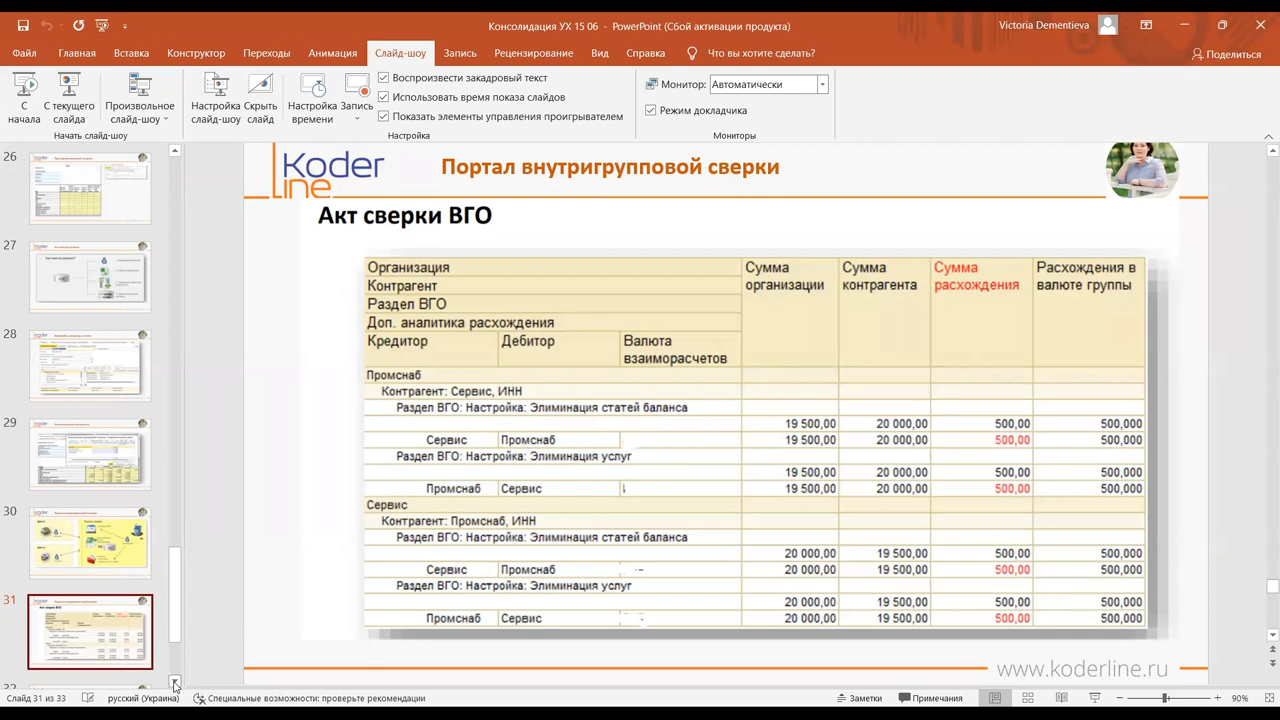 Консолидация УХ 15 06 - PowerPoint (Сбой активации продукта)
Victoria Dementieva
Файл Главная Вставка Конструктор Переходы Анимация Слайд-шоу Запись Рецензирование Вид Справка Что вы хотите сделать? Поделиться
С начала
С текущего слайда
Произвольное слайд-шоу
Начать слайд-шоу
Настройка слайд-шоу
Скрыть слайд
Настройка времени
Запись
Воспроизвести закадровый текст
Использовать время показа слайдов
Показать элементы управления проигрывателем
Настройка
Монитор: Автоматически
Режим докладчика
Мониторы
26
27
28
29
30
31
Koder line
Портал внутригрупповой сверки
Акт сверки ВГО
Организация
Контрагент
Раздел ВГО
Доп. аналитика расхождения
Кредитор Дебитор Валюта взаиморасчетов
Сумма организации
Сумма контрагента
Сумма расхождения
Расхождения в валюте группы
Промснаб
Контрагент: Сервис, ИНН
Раздел ВГО: Настройка: Элиминация статей баланса
19 500,00 20 000,00 500,00 500,000
Сервис Промснаб 19 500,00 20 000,00 500,00 500,000
Раздел ВГО: Настройка: Элиминация услуг
19 500,00 20 000,00 500,00 500,000
Промснаб Сервис 19 500,00 20 000,00 500,00 500,000
Сервис
Контрагент: Промснаб, ИНН
Раздел ВГО: Настройка: Элиминация статей баланса
20 000,00 19 500,00 500,00 500,000
Сервис Промснаб 20 000,00 19 500,00 500,00 500,000
Раздел ВГО: Настройка: Элиминация услуг
20 000,00 19 500,00 500,00 500,000
Промснаб Сервис 20 000,00 19 500,00 500,00 500,000
www.koderline.ru
Слайд 31 из 33 русский (Украина) Специальные возможности: проверьте рекомендации Заметки Примечания 90%